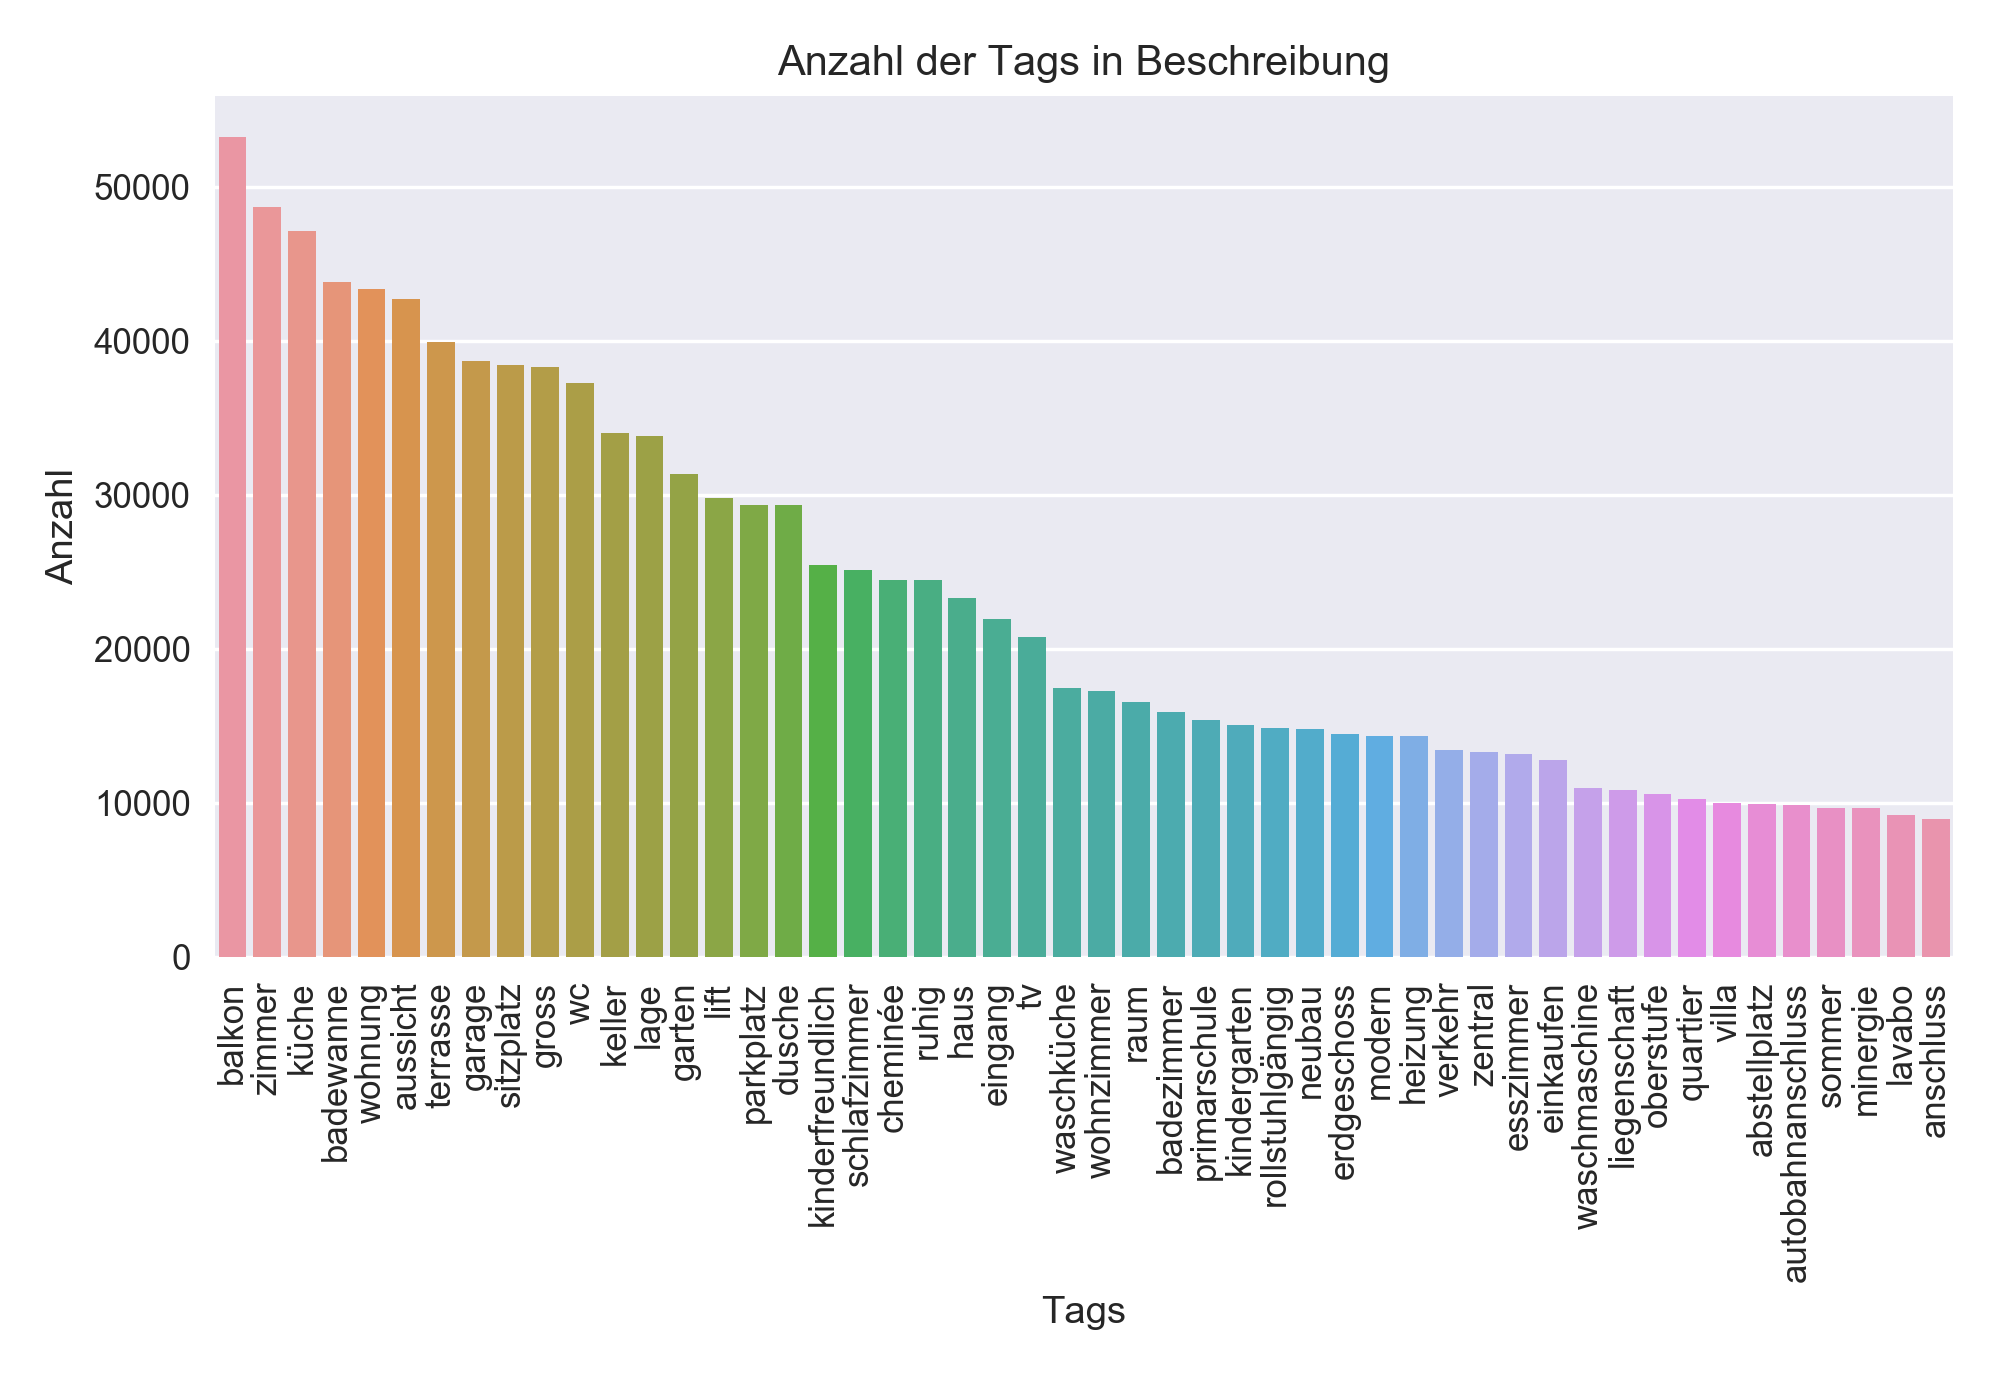 Anzahl der Tags in Beschreibung
Anzahl
50000
40000
30000
20000
10000
0
balkon
zimmer
küche
badewanne
wohnung
aussicht
terrasse
garage
sitzplatz
gross
wc
keller
lage
garten
lift
parkplatz
dusche
kinderfreundlich
schlafzimmer
cheminée
ruhig
haus
eingang
tv
waschküche
wohnzimmer
raum
badezimmer
primarschule
kindergarten
rollstuhlgängig
neubau
erdgeschoss
modern
heizung
verkehr
zentral
esszimmer
einkaufen
waschmaschine
liegenschaft
oberstufe
quartier
villa
abstellplatz
autobahnanschluss
sommer
minergie
lavabo
anschluss
Tags